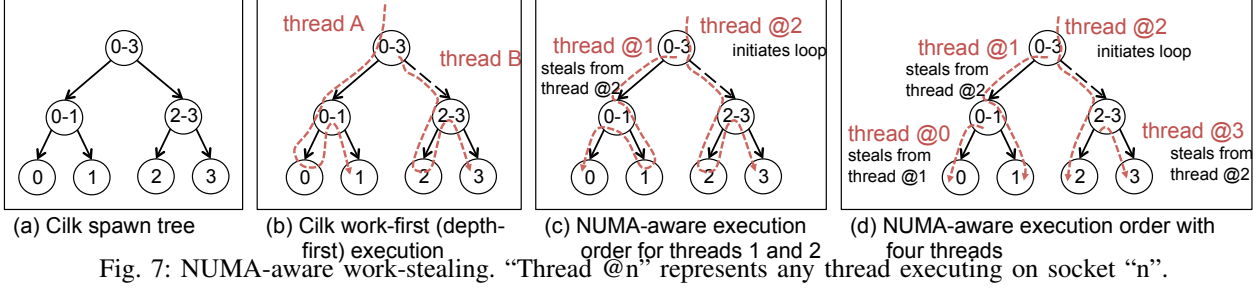 0-3
0-1
2-3
0
1
2
3
(a) Cilk spawn tree
thread A
0-3
thread B
0-1
2-3
0
1
2
3
(b) Cilk work-first (depth-
first) execution
thread @2
thread @1
0-3
initiates loop
steals from
thread @2
0-1
2-3
0
1
2
3
(c) NUMA-aware execution
order for threads 1 and 2
thread @2
thread @1
0-3
initiates loop
steals from
thread @2
0-1
2-3
thread @0
thread @3
steals from
thread @1
steals from
thread @2
0
1
2
3
(d) NUMA-aware execution order with
four threads
Fig. 7: NUMA-aware work-stealing. “Thread @n” represents any thread executing on socket “n”.